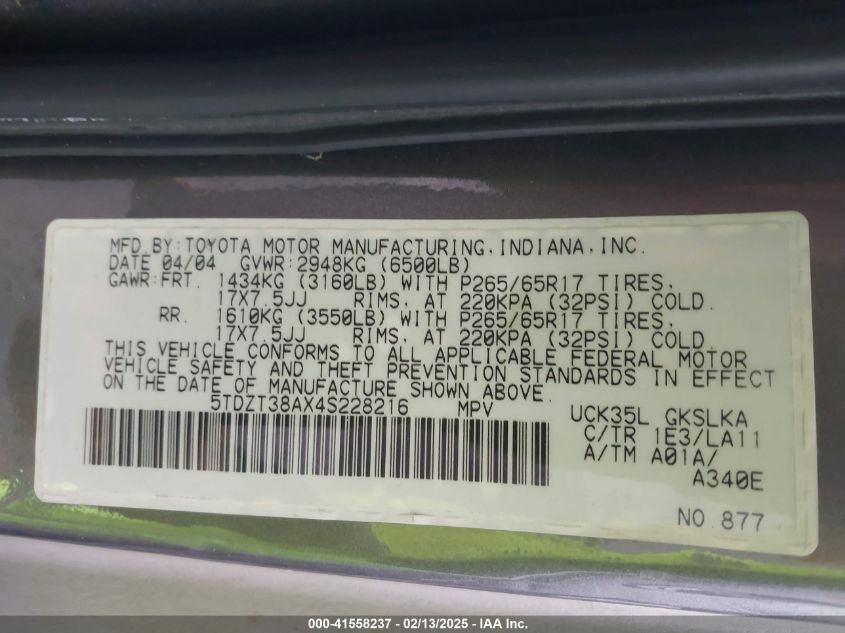 MFD.BY:TOYOTA MOTOR MANUFACTURING,INDIANA,INC.
DATE 04/04 GVWR:2948KG (6500LB)
GAWR:FRT. 1434KG (3160LB) WITH P265/65R17 TIRES,
17X7.5JJ RIMS, AT 220KPA (32PSI) COLD.
RR. 1610KG (3550LB) WITH P265/65R17 TIRES,
17X7.5JJ RIMS, AT 220KPA (32PSI) COLD.
THIS VEHICLE CONFORMS TO ALL APPLICABLE FEDERAL MOTOR
VEHICLE SAFETY AND THEFT PREVENTION STANDARDS IN EFFECT
ON THE DATE OF MANUFACTURE SHOWN ABOVE.
5TDZT38AX4S228216 MPV
UCK35L GKSLKA
C/TR 1E3/LA11
A/TM A01A/
A340E
NO.877
000-41558237 - 02/13/2025 - IAA Inc.